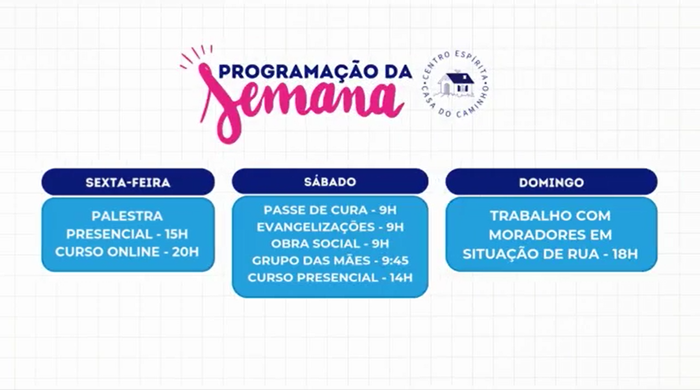 PROGRAMAÇÃO DA
Semana
CENTRO ESPÍRITA
CASA DO CAMINHO
SEXTA-FEIRA
PALESTRA
PRESENCIAL - 15H
CURSO ONLINE - 20H
SÁBADO
PASSE DE CURA - 9H
EVANGELIZAÇÕES - 9H
OBRA SOCIAL - 9H
GRUPO DAS MÃES - 9:45
CURSO PRESENCIAL - 14H
DOMINGO
TRABALHO COM
MORADORES EM
SITUAÇÃO DE RUA - 18H